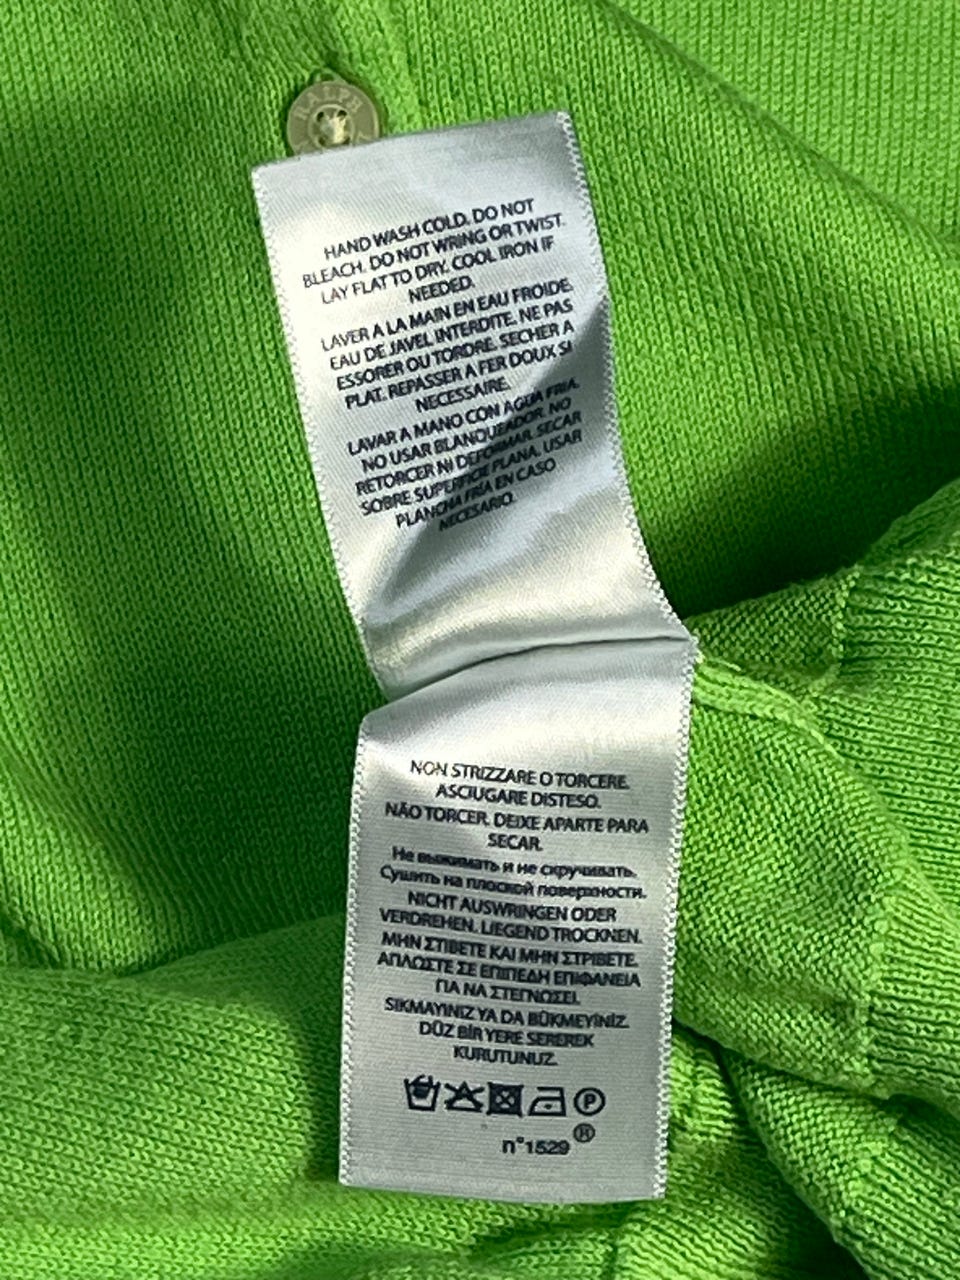 RALPH
HAND WASH COLD. DO NOT
BLEACH. DO NOT WRING OR TWIST.
LAY FLAT TO DRY. COOL IRON IF
NEEDED.
LAVER A LA MAIN EN EAU FROIDE.
EAU DE JAVEL INTERDITE. NE PAS
ESSORER OU TORDRE. SECHER A
PLAT. REPASSER A FER DOUX SI
NECESSAIRE.
LAVAR A MANO CON AGUA FRIA.
NO USAR BLANQUEADOR. NO
RETORCER NI DEFORMAR. SECAR
SOBRE SUPERFICIE PLANA. USAR
PLANCHA FRIA EN CASO
NECESARIO.
NON STRIZZARE O TORCERE.
ASCIUGARE DISTESO.
NÃO TORCER. DEIXE APARTE PARA
SECAR.
Не выжимать и не скручивать.
Сушить на плоской поверхности.
NICHT AUSWRINGEN ODER
VERDREHEN. LIEGEND TROCKNEN.
ΜΗΝ ΣΤΙΒΕΤΕ ΚΑΙ ΜΗΝ ΣΤΡΙΒΕΤΕ.
ΑΠΛΩΣΤΕ ΣΕ ΕΠΙΠΕΔΗ ΕΠΙΦΑΝΕΙΑ
ΓΙΑ ΝΑ ΣΤΕΓΝΩΣΕΙ.
SIKMAYINIZ YA DA BÜKMEYİNİZ.
DÜZ BİR YERE SEREREK
KURUTUNUZ.
P
n°1529 ®